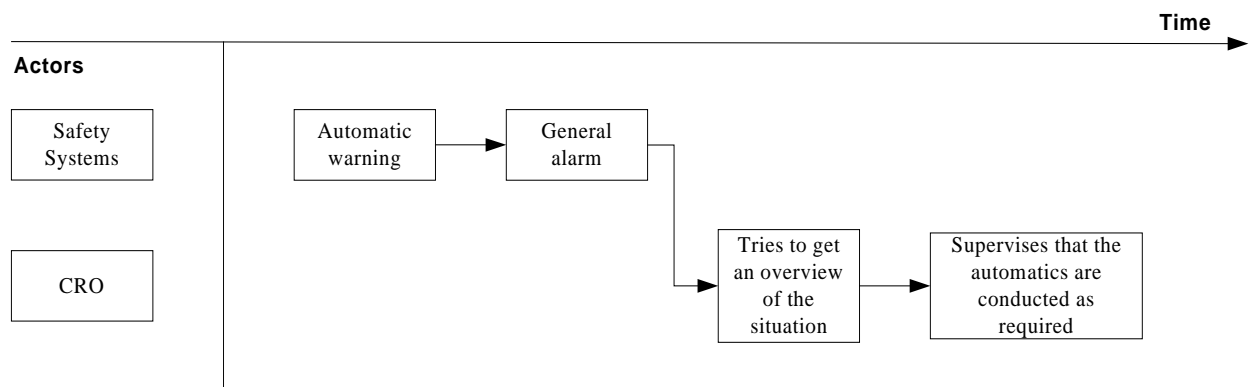 Time
Actors
Safety
Systems
Automatic
warning
General
alarm
CRO
Tries to get
an overview
of the
situation
Supervises that the
automatics are
conducted as
required